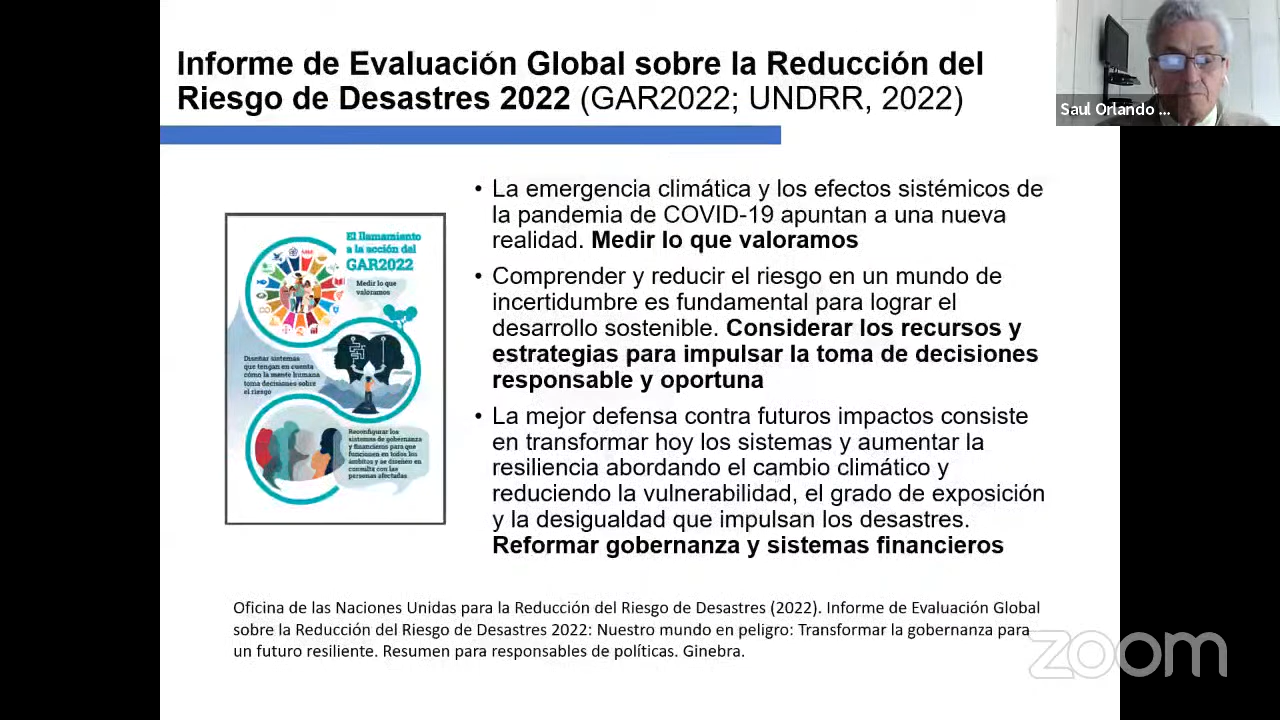 Informe de Evaluación Global sobre la Reducción del
Riesgo de Desastres 2022 (GAR2022; UNDRR, 2022)
Saul Orlando ...
• La emergencia climática y los efectos sistémicos de
la pandemia de COVID-19 apuntan a una nueva
realidad. Medir lo que valoramos
• Comprender y reducir el riesgo en un mundo de
incertidumbre es fundamental para lograr el
desarrollo sostenible. Considerar los recursos y
estrategias para impulsar la toma de decisiones
responsable y oportuna
• La mejor defensa contra futuros impactos consiste
en transformar hoy los sistemas y aumentar la
resiliencia abordando el cambio climático y
reduciendo la vulnerabilidad, el grado de exposición
y la desigualdad que impulsan los desastres.
Reformar gobernanza y sistemas financieros
El llamamiento
a la acción del
GAR2022
Medir lo que
valoramos
Diseñar sistemas
que tengan en cuenta
cómo la mente humana
toma decisiones sobre
el riesgo
Reconfigurar los
sistemas de gobernanza
y financieros para que
funcionen en todos los
ámbitos y se diseñen en
consulta con las
personas afectadas
Oficina de las Naciones Unidas para la Reducción del Riesgo de Desastres (2022). Informe de Evaluación Global
sobre la Reducción del Riesgo de Desastres 2022: Nuestro mundo en peligro: Transformar la gobernanza para
un futuro resiliente. Resumen para responsables de políticas. Ginebra.
zoom